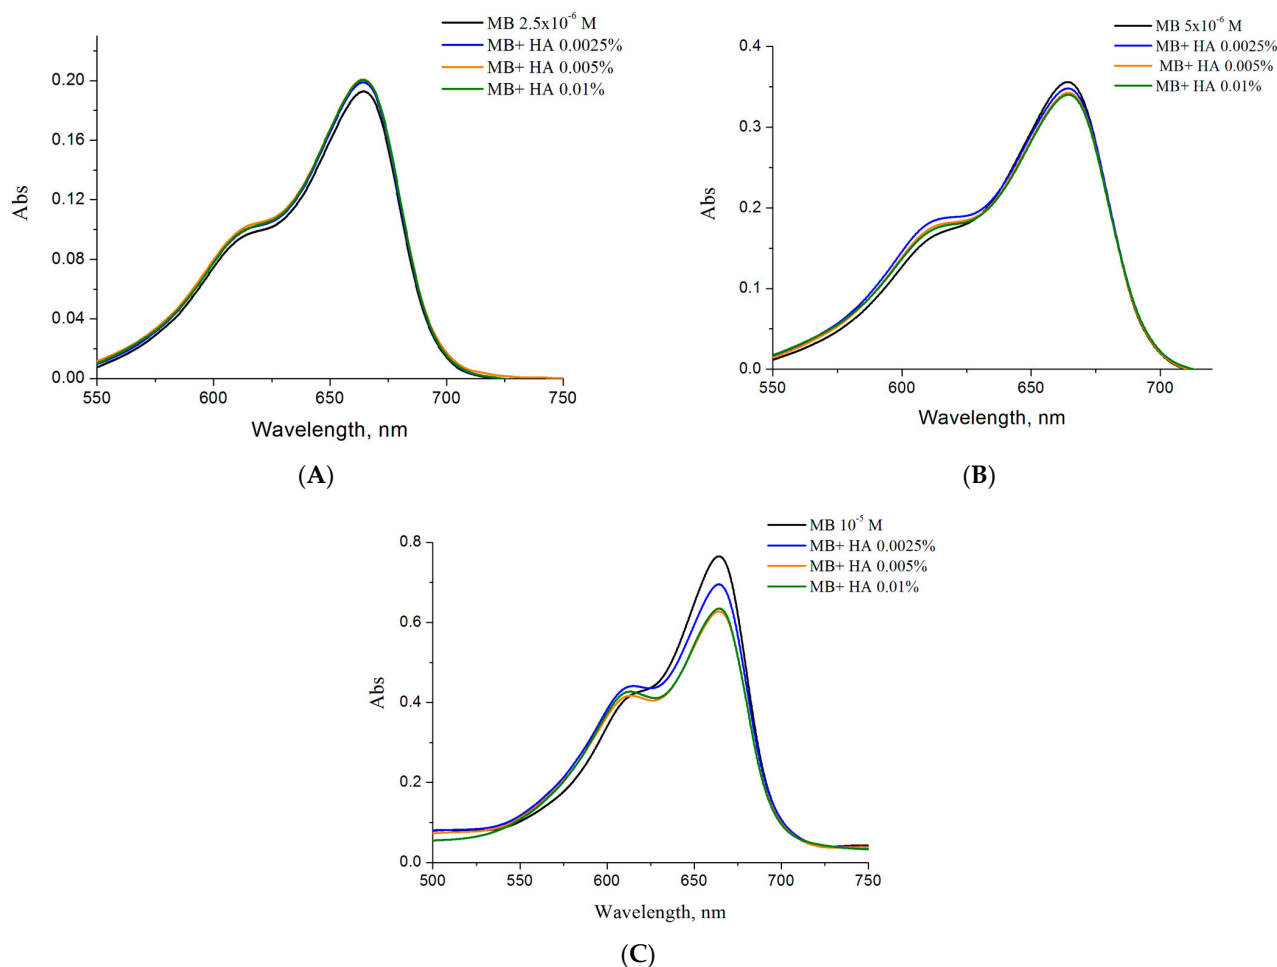 MB 2.5x10⁻⁶ M
MB+ HA 0.0025%
MB+ HA 0.005%
MB+ HA 0.01%
0.20
0.16
0.12
0.08
0.04
0.00
Abs
550 600 650 700 750
Wavelength, nm
(A)
MB 5x10⁻⁶ M
MB+ HA 0.0025%
MB+ HA 0.005%
MB+ HA 0.01%
0.4
0.3
0.2
0.1
0.0
Abs
550 600 650 700
Wavelength, nm
(B)
MB 10⁻⁵ M
MB+ HA 0.0025%
MB+ HA 0.005%
MB+ HA 0.01%
0.8
0.6
0.4
0.2
0.0
Abs
500 550 600 650 700 750
Wavelength, nm
(C)